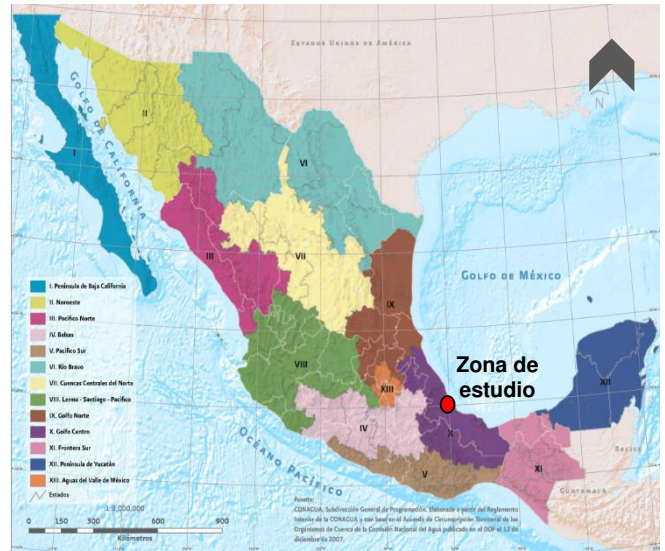 ESTADOS UNIDOS DE AMÉRICA
N
GOLFO DE CALIFORNIA
I
II
III
VI
VII
IX
VIII
XIII
IV
X
V
XI
XII
GOLFO DE MÉXICO
Zona de
estudio
I. Península de Baja California
II. Noroeste
III. Pacífico Norte
IV. Balsas
V. Pacífico Sur
VI. Río Bravo
VII. Cuencas Centrales del Norte
VIII. Lerma - Santiago - Pacífico
IX. Golfo Norte
X. Golfo Centro
XI. Frontera Sur
XII. Península de Yucatán
XIII. Aguas del Valle de México
Estados
OCÉANO PACÍFICO
BELICE
GUATEMALA
0 150 300 450 600 900
Kilómetros
Fuente:
CONAGUA, Subdirección General de Programación. Elaborado a partir del Reglamento
Interior de la CONAGUA y con base en el Acuerdo de Circunscripción Territorial de los
Organismos de Cuenca de la Comisión Nacional del Agua publicado en el DOF el 12 de
diciembre de 2007.